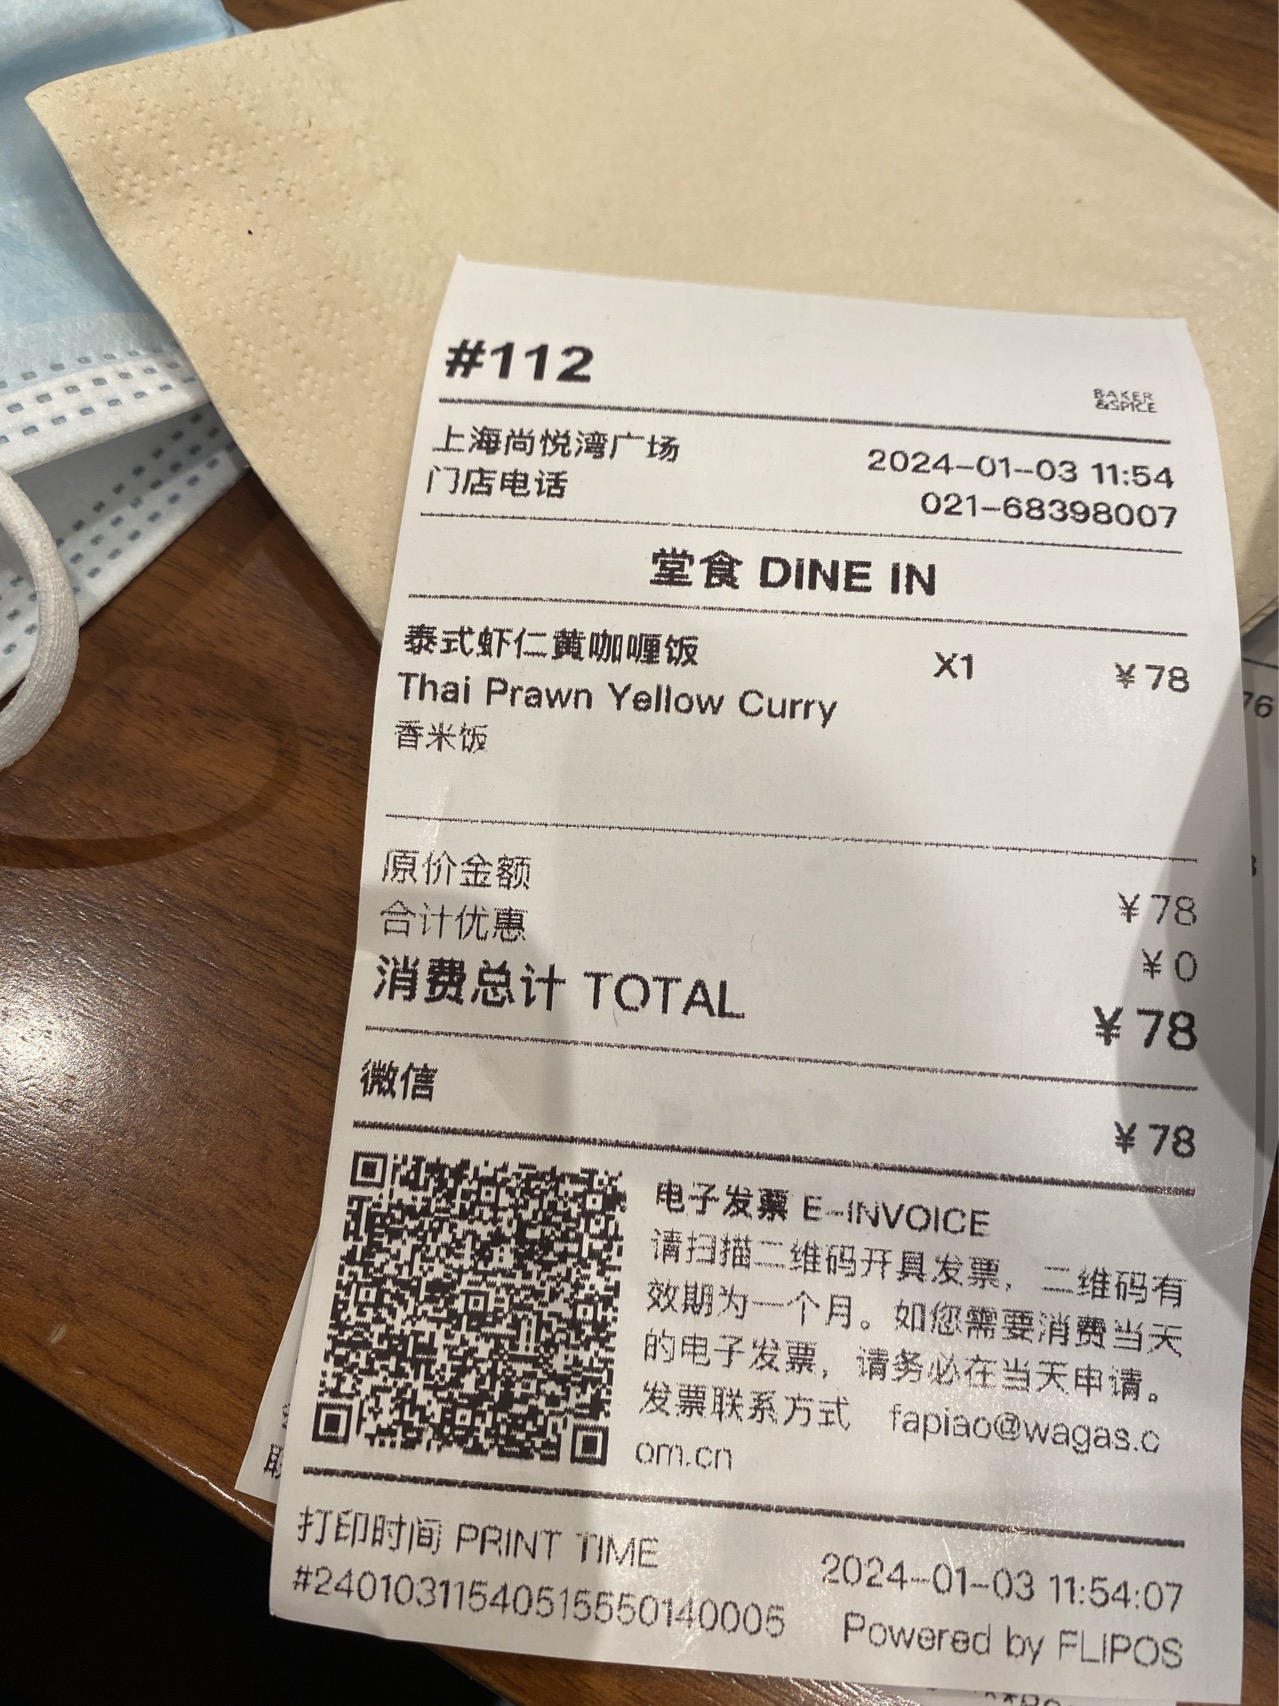 #112
BAKER
&SPICE
上海尚悦湾广场 2024-01-03 11:54
门店电话 021-68398007
堂食 DINE IN
泰式虾仁黄咖喱饭 X1 ¥78
Thai Prawn Yellow Curry
香米饭
原价金额 ¥78
合计优惠 ¥0
消费总计 TOTAL ¥78
微信 ¥78
电子发票 E-INVOICE
请扫描二维码开具发票，二维码有
效期为一个月。如您需要消费当天
的电子发票，请务必在当天申请。
发票联系方式 fapiao@wagas.c
om.cn
打印时间 PRINT TIME 2024-01-03 11:54:07
#24010311540515550140005 Powered by FLIPOS
76